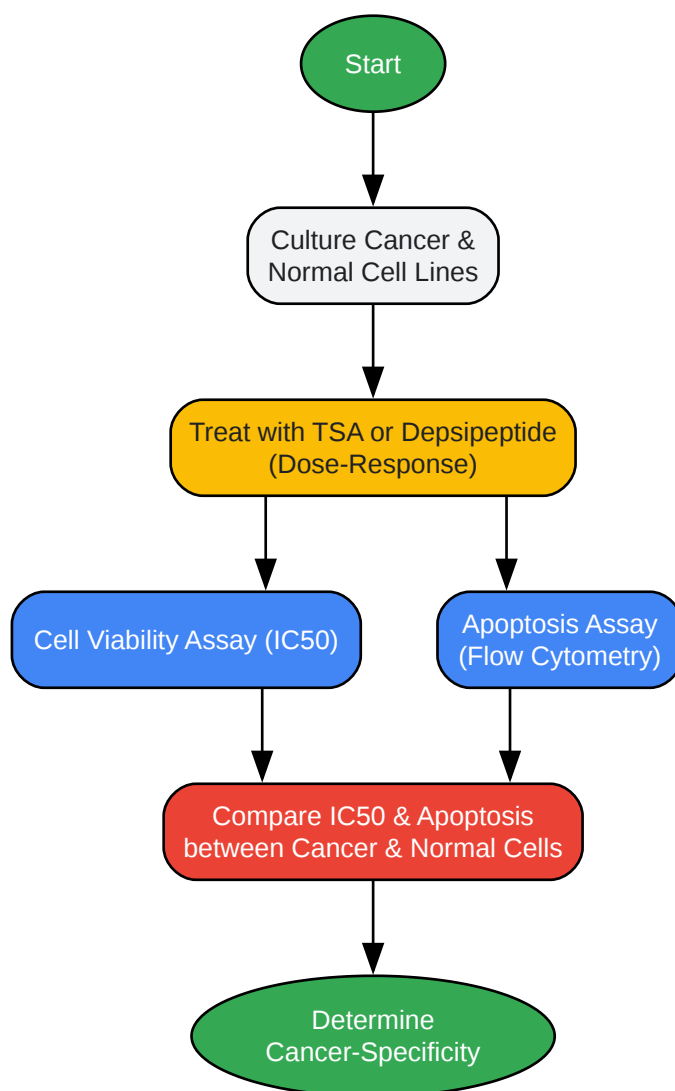 Start
Culture Cancer &
Normal Cell Lines
Treat with TSA or Depsipeptide
(Dose-Response)
Cell Viability Assay (IC50)
Apoptosis Assay
(Flow Cytometry)
Compare IC50 & Apoptosis
between Cancer & Normal Cells
Determine
Cancer-Specificity